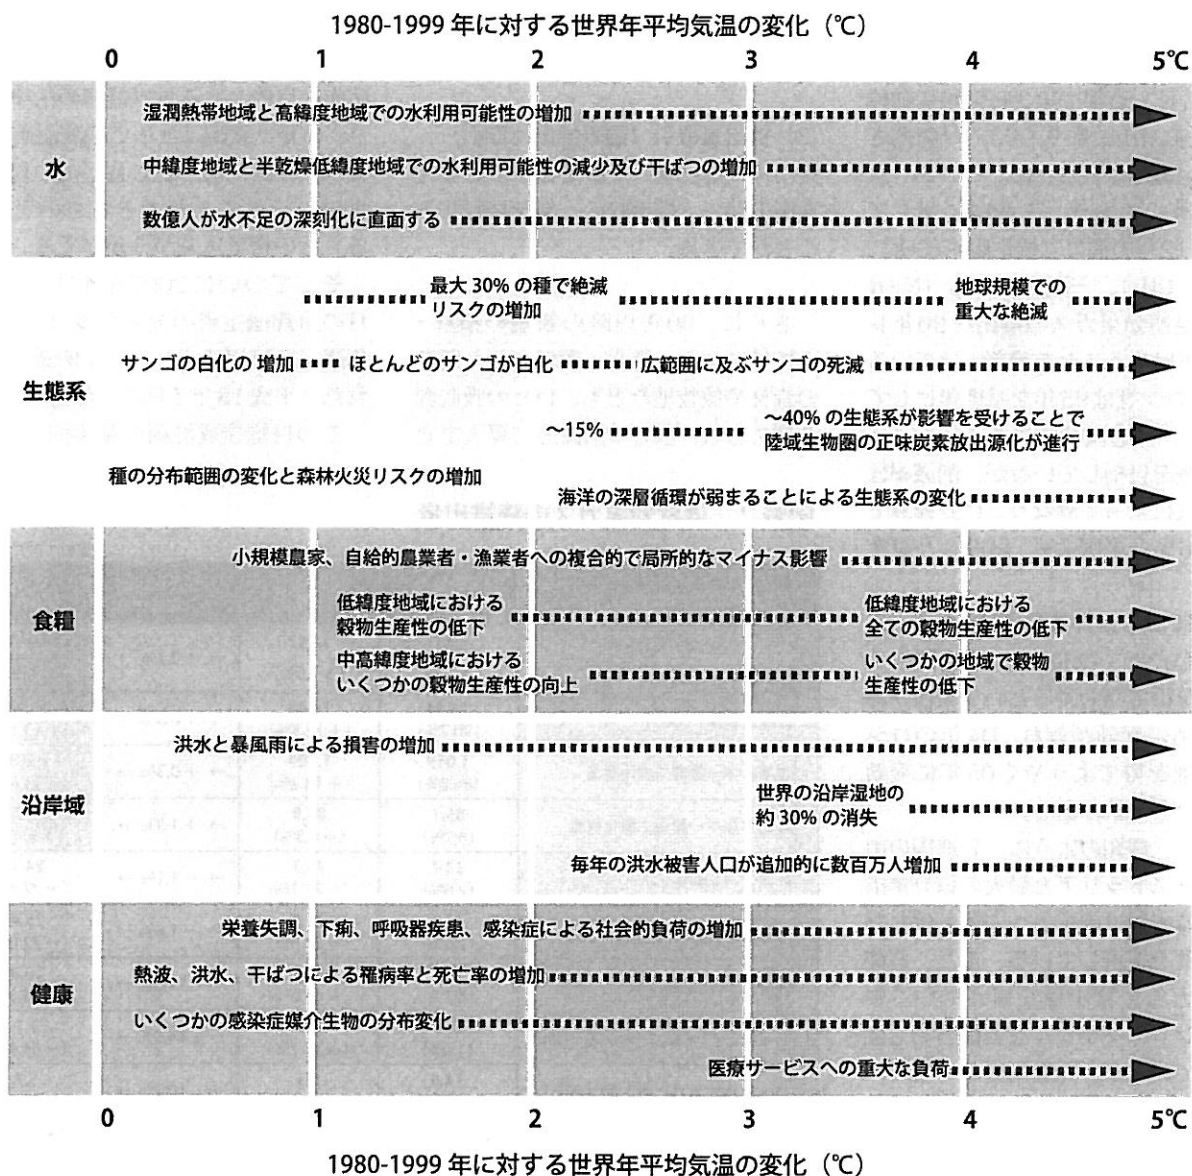 1980-1999 年に対する世界年平均気温の変化（℃）
0 1 2 3 4 5℃
水
湿潤熱帯地域と高緯度地域での水利用可能性の増加
中緯度地域と半乾燥低緯度地域での水利用可能性の減少及び干ばつの増加
数億人が水不足の深刻化に直面する
生態系
最大 30% の種で絶滅
リスクの増加
地球規模での
重大な絶滅
サンゴの白化の 増加
ほとんどのサンゴが白化
広範囲に及ぶサンゴの死滅
〜15%
〜40% の生態系が影響を受けることで
陸域生物圏の正味炭素放出源化が進行
種の分布範囲の変化と森林火災リスクの増加
海洋の深層循環が弱まることによる生態系の変化
食糧
小規模農家、自給的農業者・漁業者への複合的で局所的なマイナス影響
低緯度地域における
穀物生産性の低下
低緯度地域における
全ての穀物生産性の低下
中高緯度地域における
いくつかの穀物生産性の向上
いくつかの地域で穀物
生産性の低下
沿岸域
洪水と暴風雨による損害の増加
世界の沿岸湿地の
約 30% の消失
毎年の洪水被害人口が追加的に数百万人増加
健康
栄養失調、下痢、呼吸器疾患、感染症による社会的負荷の増加
熱波、洪水、干ばつによる罹病率と死亡率の増加
いくつかの感染症媒介生物の分布変化
医療サービスへの重大な負荷
0 1 2 3 4 5℃
1980-1999 年に対する世界年平均気温の変化（℃）